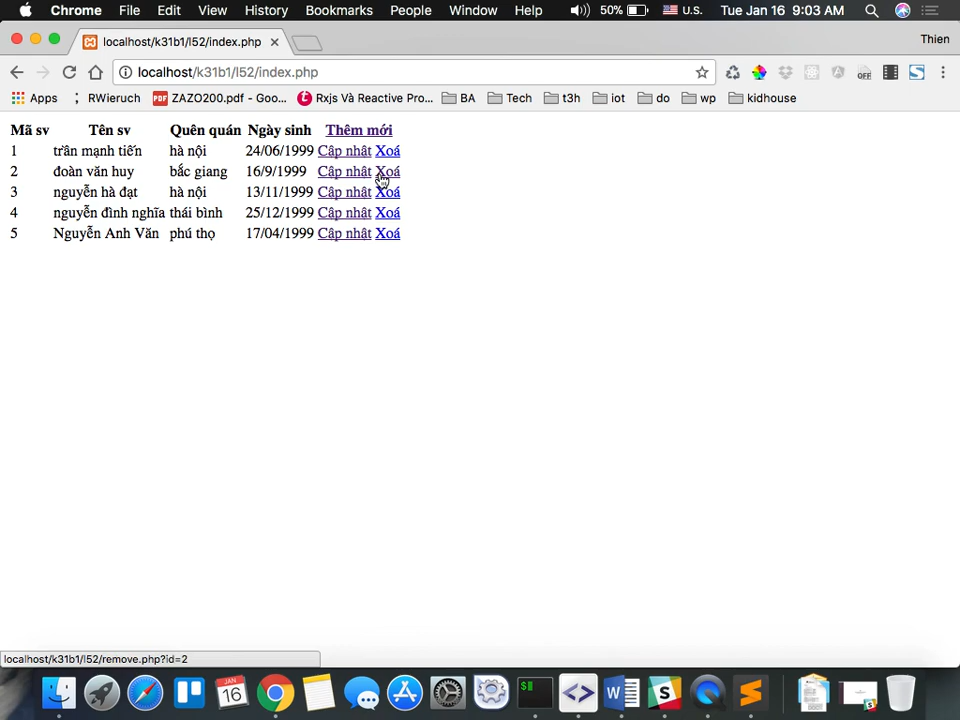 Chrome File Edit View History Bookmarks People Window Help 50% U.S. Tue Jan 16 9:03 AM
localhost/k31b1/l52/index.php Thien
localhost/k31b1/l52/index.php OFF
Apps RWieruch PDF ZAZO200.pdf - Goo... Rxjs Và Reactive Pro... BA Tech t3h iot do wp kidhouse
Mã sv Tên sv Quên quán Ngày sinh Thêm mới
1 trần mạnh tiến hà nội 24/06/1999 Cập nhật Xoá
2 đoàn văn huy bắc giang 16/9/1999 Cập nhật Xoá
3 nguyễn hà đạt hà nội 13/11/1999 Cập nhật Xoá
4 nguyễn đình nghĩa thái bình 25/12/1999 Cập nhật Xoá
5 Nguyễn Anh Văn phú thọ 17/04/1999 Cập nhật Xoá
localhost/k31b1/l52/remove.php?id=2
JAN
16